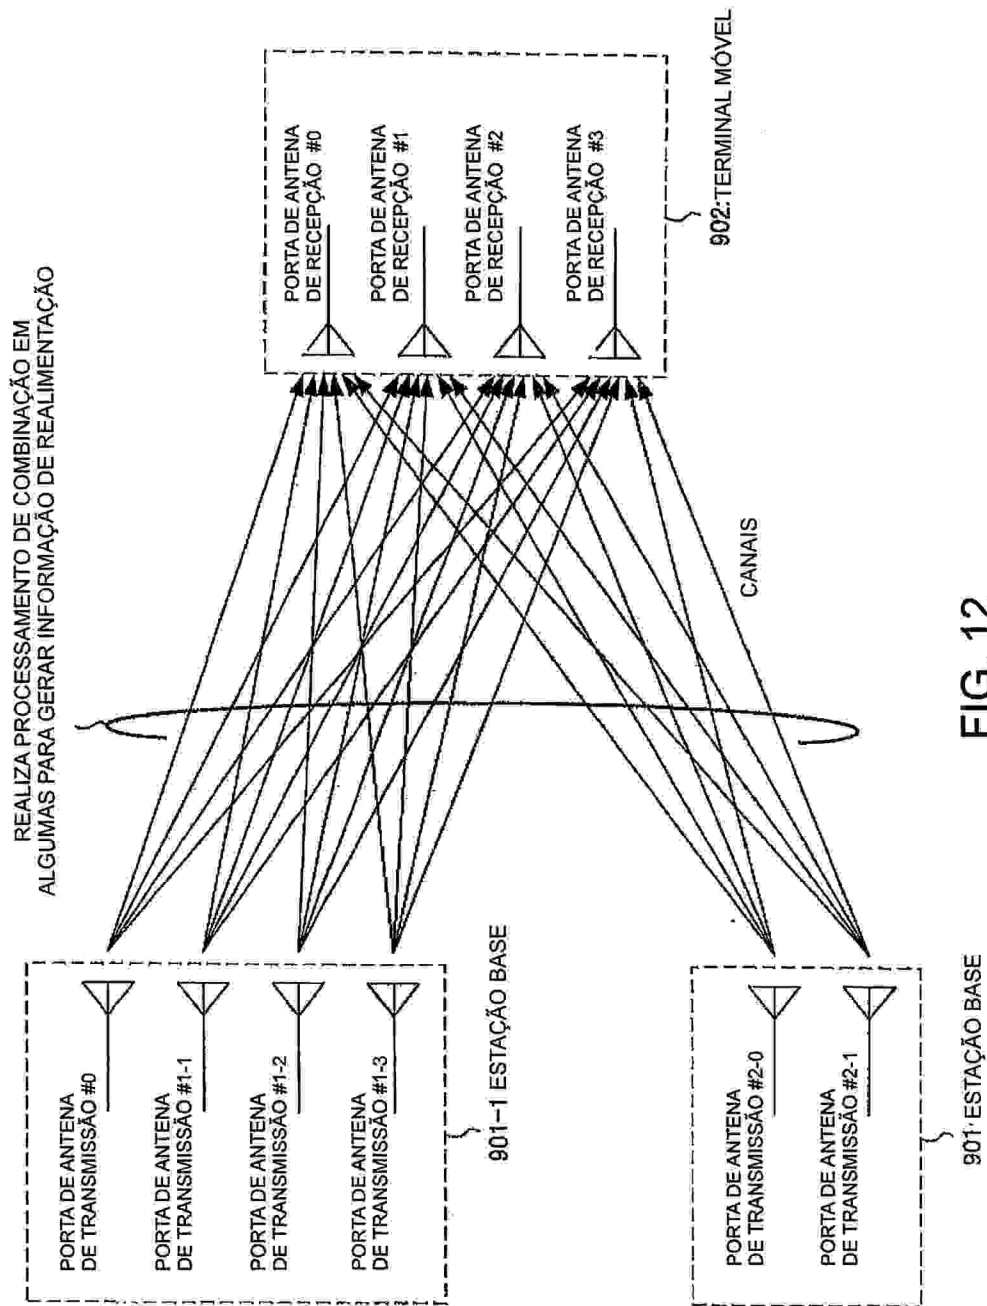 REALIZA PROCESSAMENTO DE COMBINAÇÃO EM
ALGUMAS PARA GERAR INFORMAÇÃO DE REALIMENTAÇÃO
PORTA DE ANTENA
DE TRANSMISSÃO #0
PORTA DE ANTENA
DE TRANSMISSÃO #1-1
PORTA DE ANTENA
DE TRANSMISSÃO #1-2
PORTA DE ANTENA
DE TRANSMISSÃO #1-3
901-1 ESTAÇÃO BASE
PORTA DE ANTENA
DE TRANSMISSÃO #2-0
PORTA DE ANTENA
DE TRANSMISSÃO #2-1
901 ESTAÇÃO BASE
PORTA DE ANTENA
DE RECEPÇÃO #0
PORTA DE ANTENA
DE RECEPÇÃO #1
PORTA DE ANTENA
DE RECEPÇÃO #2
PORTA DE ANTENA
DE RECEPÇÃO #3
902:TERMINAL MÓVEL
CANAIS
FIG. 12